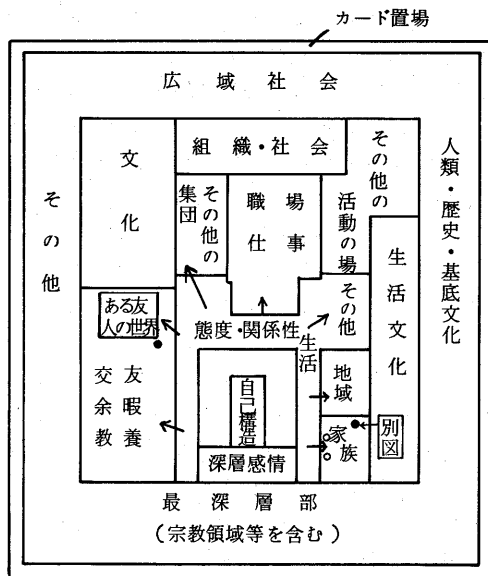 カード置場
広域社会
人類・歴史・基底文化
その他
文化
組織・社会
その他の
活動の場
その他の
集団
職場
仕事
生活文化
ある友
人の世界
態度・関係性
その他
生活
交友
余暇
教養
自己構造
地域
家族
別図
深層感情
最深層部
(宗教領域等を含む)